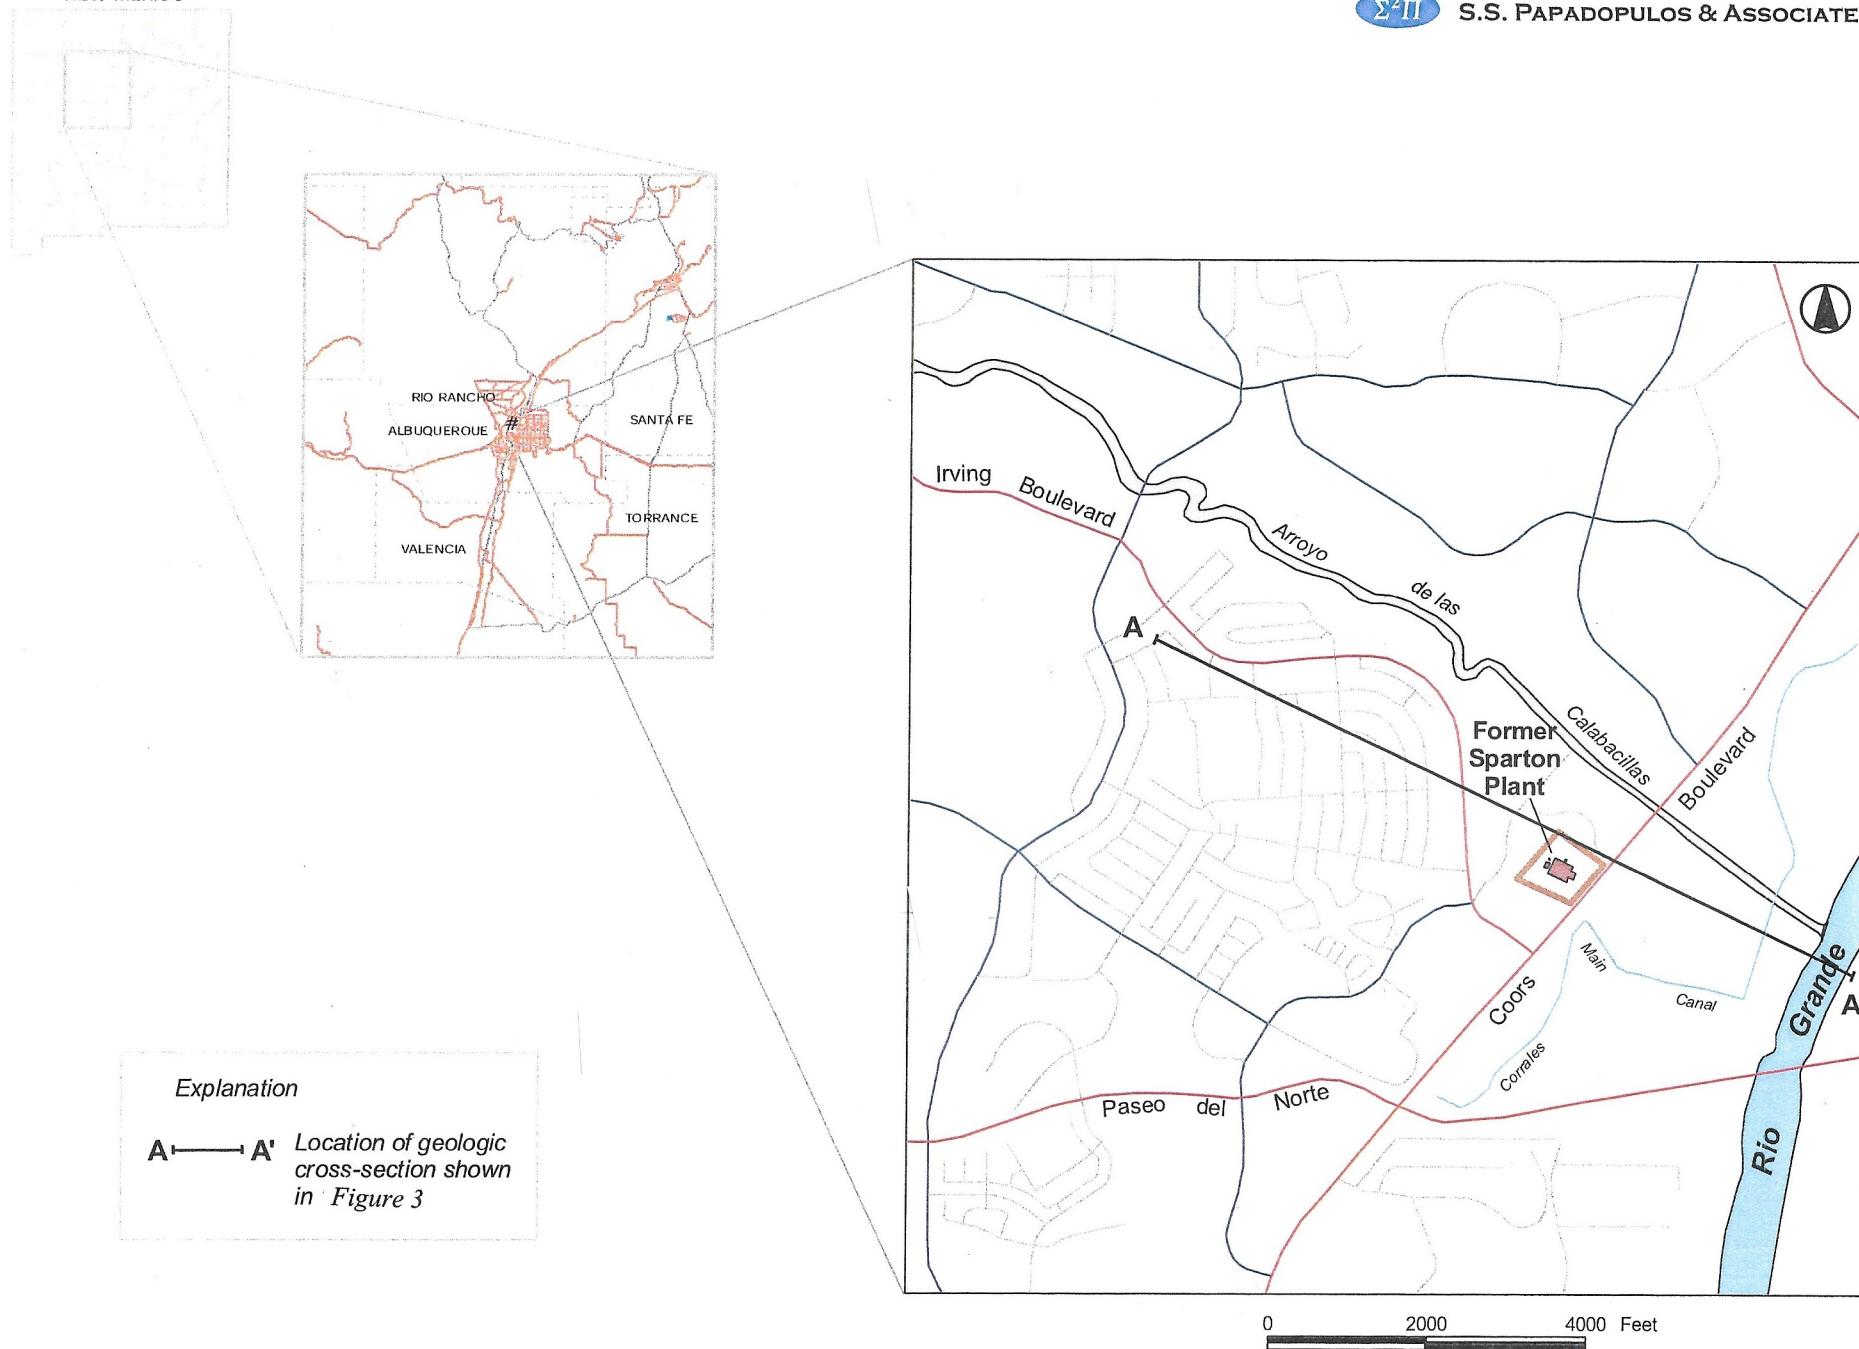 Σ²Π S.S. PAPADOPULOS & ASSOCIATE
RIO RANCHO
ALBUQUERQUE
SANTA FE
TORRANCE
VALENCIA
Irving Boulevard
Arroyo de las Calabacillas
A
Former
Sparton
Plant
Coors Boulevard
Corrales Main Canal
Rio Grande
A
Paseo del Norte
Explanation
A A' Location of geologic
cross-section shown
in Figure 3
0 2000 4000 Feet